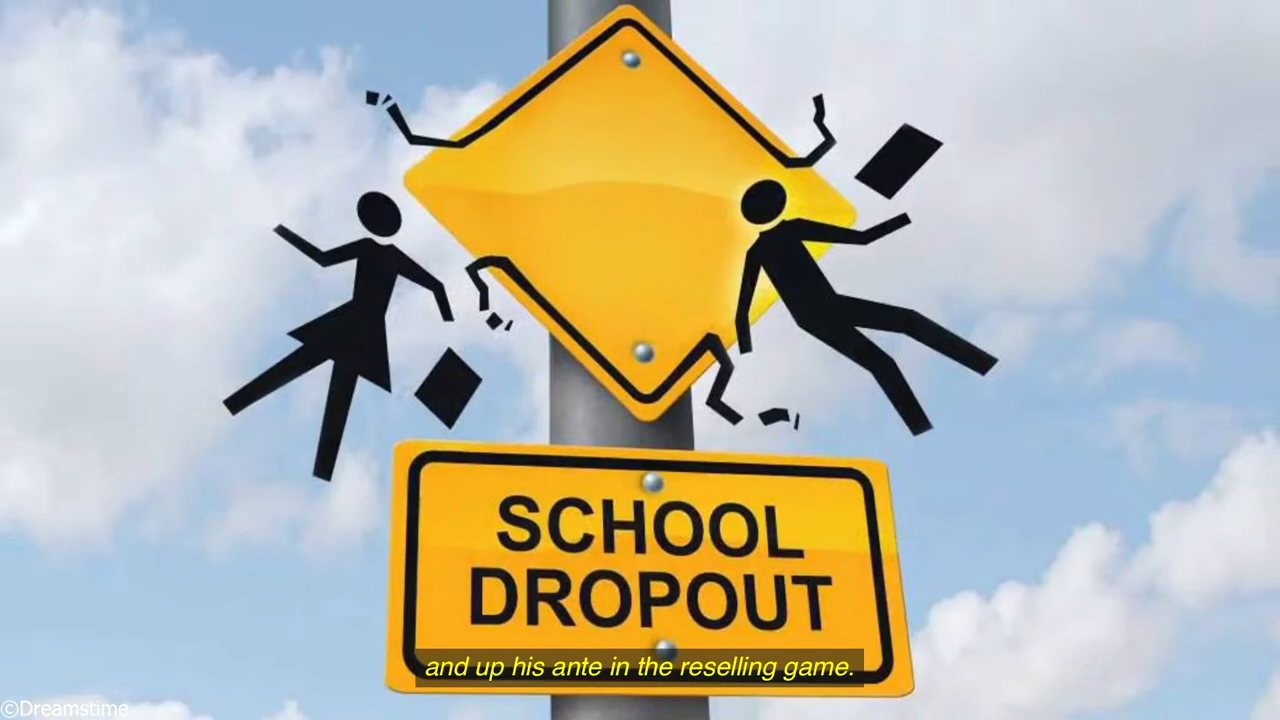 SCHOOL
DROPOUT
and up his ante in the reselling game.
©Dreamstime